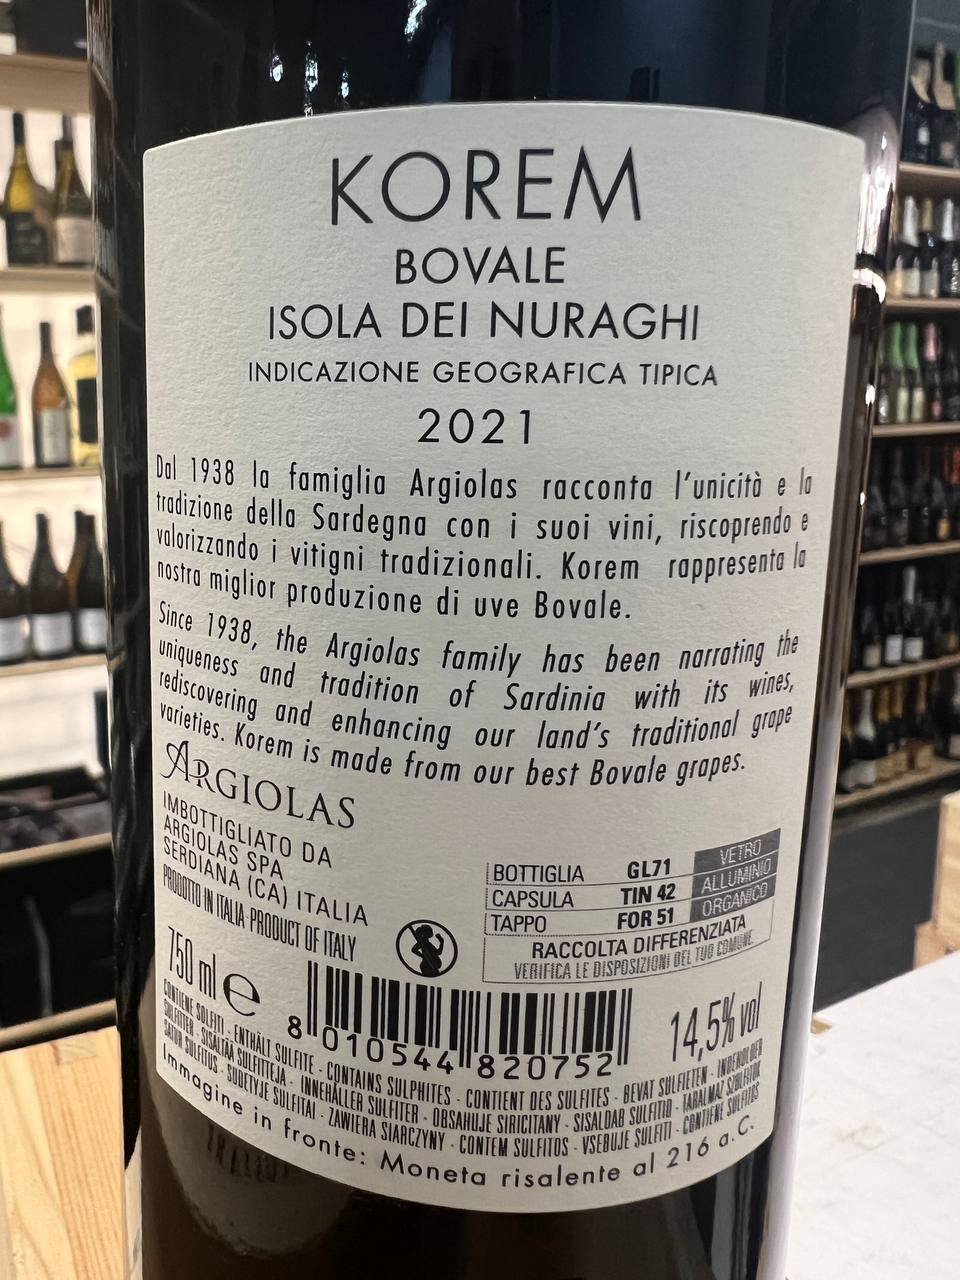 KOREM
BOVALE
ISOLA DEI NURAGHI
INDICAZIONE GEOGRAFICA TIPICA
2021
Dal 1938 la famiglia Argiolas racconta l'unicità e la
tradizione della Sardegna con i suoi vini, riscoprendo e
valorizzando i vitigni tradizionali. Korem rappresenta la
nostra miglior produzione di uve Bovale.
Since 1938, the Argiolas family has been narrating the
uniqueness and tradition of Sardinia with its wines,
rediscovering and enhancing our land's traditional grape
varieties. Korem is made from our best Bovale grapes.
ARGIOLAS
IMBOTTIGLIATO DA
ARGIOLAS SPA
SERDIANA (CA) ITALIA
PRODOTTO IN ITALIA-PRODUCT OF ITALY
750 ml e
BOTTIGLIA GL71 VETRO
CAPSULA TIN 42 ALLUMINIO
TAPPO FOR 51 ORGANICO
RACCOLTA DIFFERENZIATA
VERIFICA LE DISPOSIZIONI DEL TUO COMUNE.
8 010544 820752
14,5% vol
CONTIENE SOLFITI - ENTHÄLT SULFITE - CONTAINS SULPHITES - CONTIENT DES SULFITES - BEVAT SULFIETEN - INDEHOLDER
SULFITTER - SISÄLTÄÄ SULFITTEJA - INNEHÅLLER SULFITER - OBSAHUJE SIRICITANY - SISALDAB SULFITID - TARALMAZ SZULFITOK
SATUR SULFITUS - SUDETYJE SULFITAI - ZAWIERA SIARCZYNY - CONTEM SULFITOS - VSEBUJE SULFITI - CONTIENE SULFITOS
Immagine in fronte: Moneta risalente al 216 a.C.